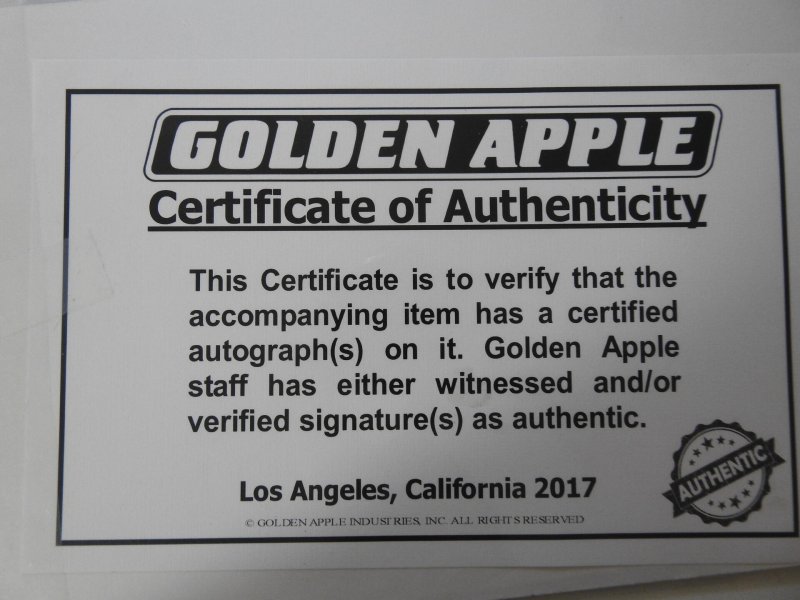 GOLDEN APPLE
Certificate of Authenticity
This Certificate is to verify that the
accompanying item has a certified
autograph(s) on it. Golden Apple
staff has either witnessed and/or
verified signature(s) as authentic.
AUTHENTIC
Los Angeles, California 2017
© GOLDEN APPLE INDUSTRIES, INC. ALL RIGHTS RESERVED